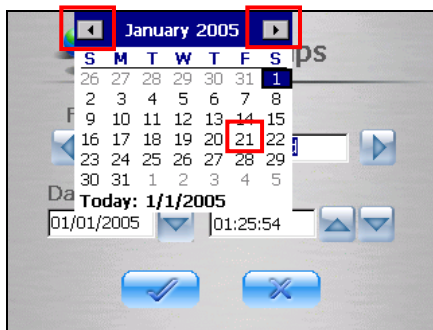 January 2005
ps
S M T W T F S
26 27 28 29 30 31 1
2 3 4 5 6 7 8
F
9 10 11 12 13 14 15
16 17 18 19 20 21 22
23 24 25 26 27 28 29
30 31 1 2 3 4 5
Da
Today: 1/1/2005
01/01/2005 01:25:54